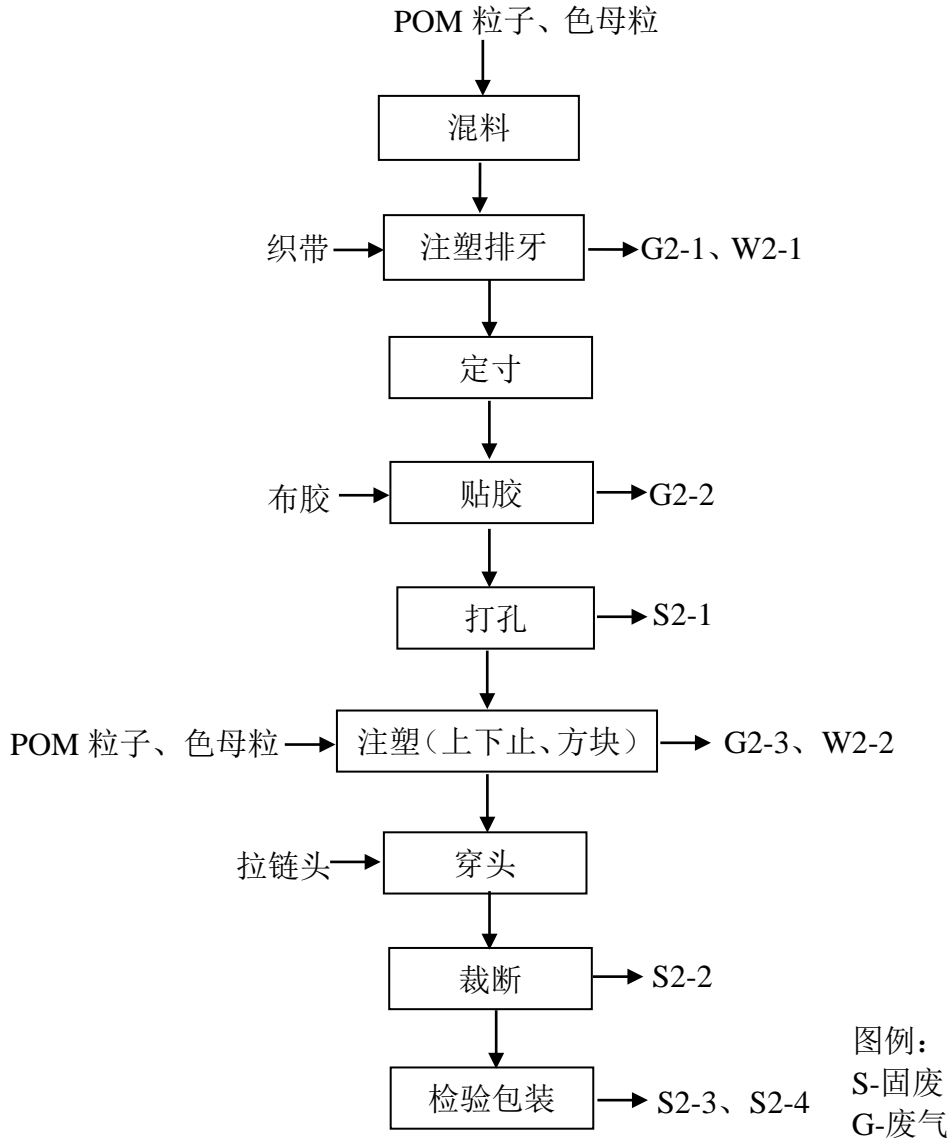 POM 粒子、色母粒
混料
织带
注塑排牙
G2-1、W2-1
定寸
布胶
贴胶
G2-2
打孔
S2-1
POM 粒子、色母粒
注塑（上下止、方块）
G2-3、W2-2
拉链头
穿头
裁断
S2-2
检验包装
S2-3、S2-4
图例：
S-固废
G-废气